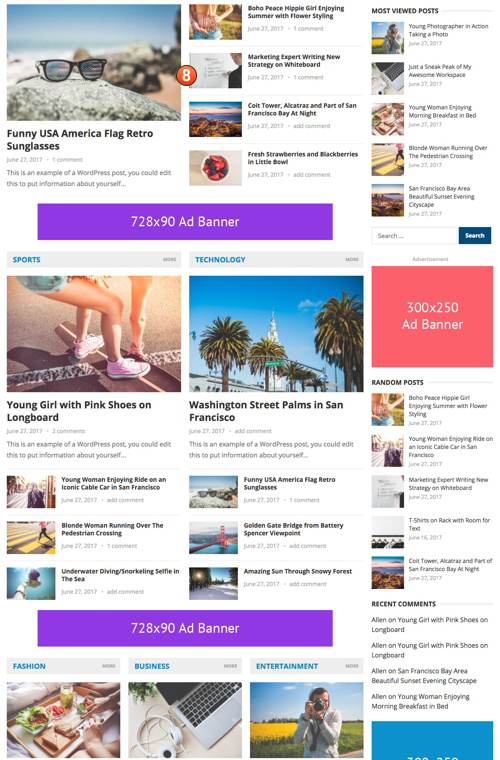 Funny USA America Flag Retro
Sunglasses
June 27, 2017 • 1 comment
This is an example of a WordPress post, you could edit
this to put information about yourself...
8
Boho Peace Hippie Girl Enjoying
Summer with Flower Styling
June 27, 2017 • 1 comment
Marketing Expert Writing New
Strategy on Whiteboard
June 27, 2017 • 1 comment
Coit Tower, Alcatraz and Part of San
Francisco Bay At Night
June 27, 2017 • add comment
Fresh Strawberries and Blackberries
in Little Bowl
June 27, 2017 • add comment
728x90 Ad Banner
SPORTS
MORE
Young Girl with Pink Shoes on
Longboard
June 27, 2017 • 2 comments
This is an example of a WordPress post, you could edit
this to put information about yourself...
Young Woman Enjoying Ride on an
Iconic Cable Car in San Francisco
June 27, 2017 • add comment
Blonde Woman Running Over The
Pedestrian Crossing
June 27, 2017 • 1 comment
Underwater Diving/Snorkeling Selfie in
The Sea
June 27, 2017 • add comment
TECHNOLOGY
MORE
Washington Street Palms in San
Francisco
June 27, 2017 • add comment
This is an example of a WordPress post, you could edit
this to put information about yourself...
Funny USA America Flag Retro
Sunglasses
June 27, 2017 • 1 comment
Golden Gate Bridge from Battery
Spencer Viewpoint
June 27, 2017 • add comment
Amazing Sun Through Snowy Forest
June 27, 2017 • add comment
728x90 Ad Banner
FASHION
MORE
BUSINESS
MORE
ENTERTAINMENT
MORE
MOST VIEWED POSTS
Young Photographer in Action
Taking a Photo
June 27, 2017
Just a Sneak Peak of My
Awesome Workspace
June 27, 2017
Young Woman Enjoying
Morning Breakfast in Bed
June 27, 2017
Blonde Woman Running Over
The Pedestrian Crossing
June 27, 2017
San Francisco Bay Area
Beautiful Sunset Evening
Cityscape
June 27, 2017
Search ...
Search
Advertisement
300x250
Ad Banner
RANDOM POSTS
Boho Peace Hippie Girl
Enjoying Summer with Flower
Styling
June 27, 2017
Young Woman Enjoying Ride on
an Iconic Cable Car in San
Francisco
June 27, 2017
Marketing Expert Writing New
Strategy on Whiteboard
June 27, 2017
T-Shirts on Rack with Room for
Text
June 16, 2017
Coit Tower, Alcatraz and Part of
San Francisco Bay At Night
June 27, 2017
RECENT COMMENTS
Allen on Young Girl with Pink Shoes on
Longboard
Allen on Young Girl with Pink Shoes on
Longboard
Allen on San Francisco Bay Area
Beautiful Sunset Evening Cityscape
Allen on Young Woman Enjoying
Morning Breakfast in Bed